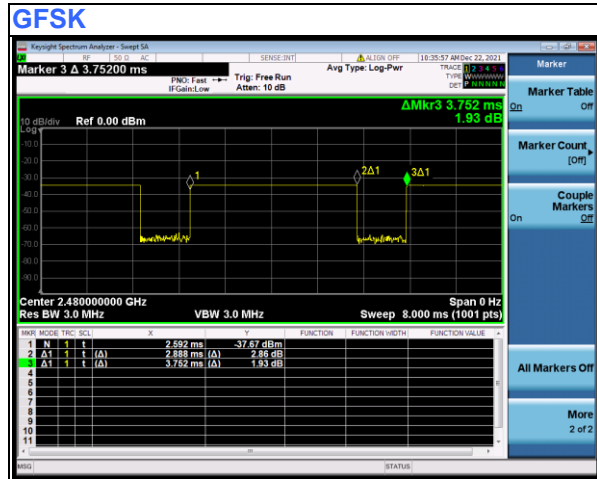 GFSK
Keysight Spectrum Analyzer - Swept SA
RF 50 Ω AC SENSE:INT ALIGN OFF 10:35:57 AM Dec 22, 2021
Marker 3 Δ 3.75200 ms
PNO: Fast Trig: Free Run Avg Type: Log-Pwr TRACE 1 2 3 4 5 6
IFGain:Low Atten: 10 dB TYPE WWWWWW
DET P NNNNN
ΔMkr3 3.752 ms
1.93 dB
10 dB/div Ref 0.00 dBm
Log
-10.0
-20.0
-30.0
-40.0
-50.0
-60.0
-70.0
-80.0
-90.0
1
2Δ1
3Δ1
Center 2.480000000 GHz Span 0 Hz
Res BW 3.0 MHz VBW 3.0 MHz Sweep 8.000 ms (1001 pts)
MKR MODE TRC SCL X Y FUNCTION FUNCTION WIDTH FUNCTION VALUE
1 N 1 t 2.592 ms -37.67 dBm
2 Δ1 1 t (Δ) 2.888 ms (Δ) 2.86 dB
3 Δ1 1 t (Δ) 3.752 ms (Δ) 1.93 dB
4
5
6
7
8
9
10
11
MSG STATUS
Marker
Marker Table
On Off
Marker Count
[Off]
Couple
Markers
On Off
All Markers Off
More
2 of 2